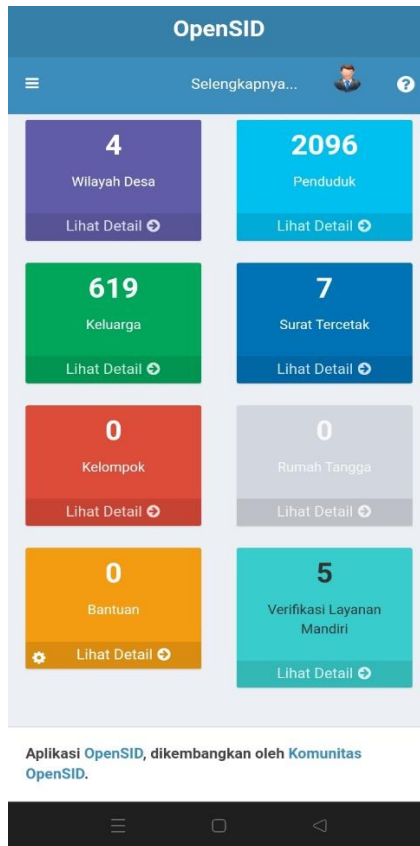 OpenSID
Selengkapnya...
4
Wilayah Desa
Lihat Detail
2096
Penduduk
Lihat Detail
619
Keluarga
Lihat Detail
7
Surat Tercetak
Lihat Detail
0
Kelompok
Lihat Detail
0
Rumah Tangga
Lihat Detail
0
Bantuan
Lihat Detail
5
Verifikasi Layanan
Mandiri
Lihat Detail
Aplikasi OpenSID, dikembangkan oleh Komunitas
OpenSID.